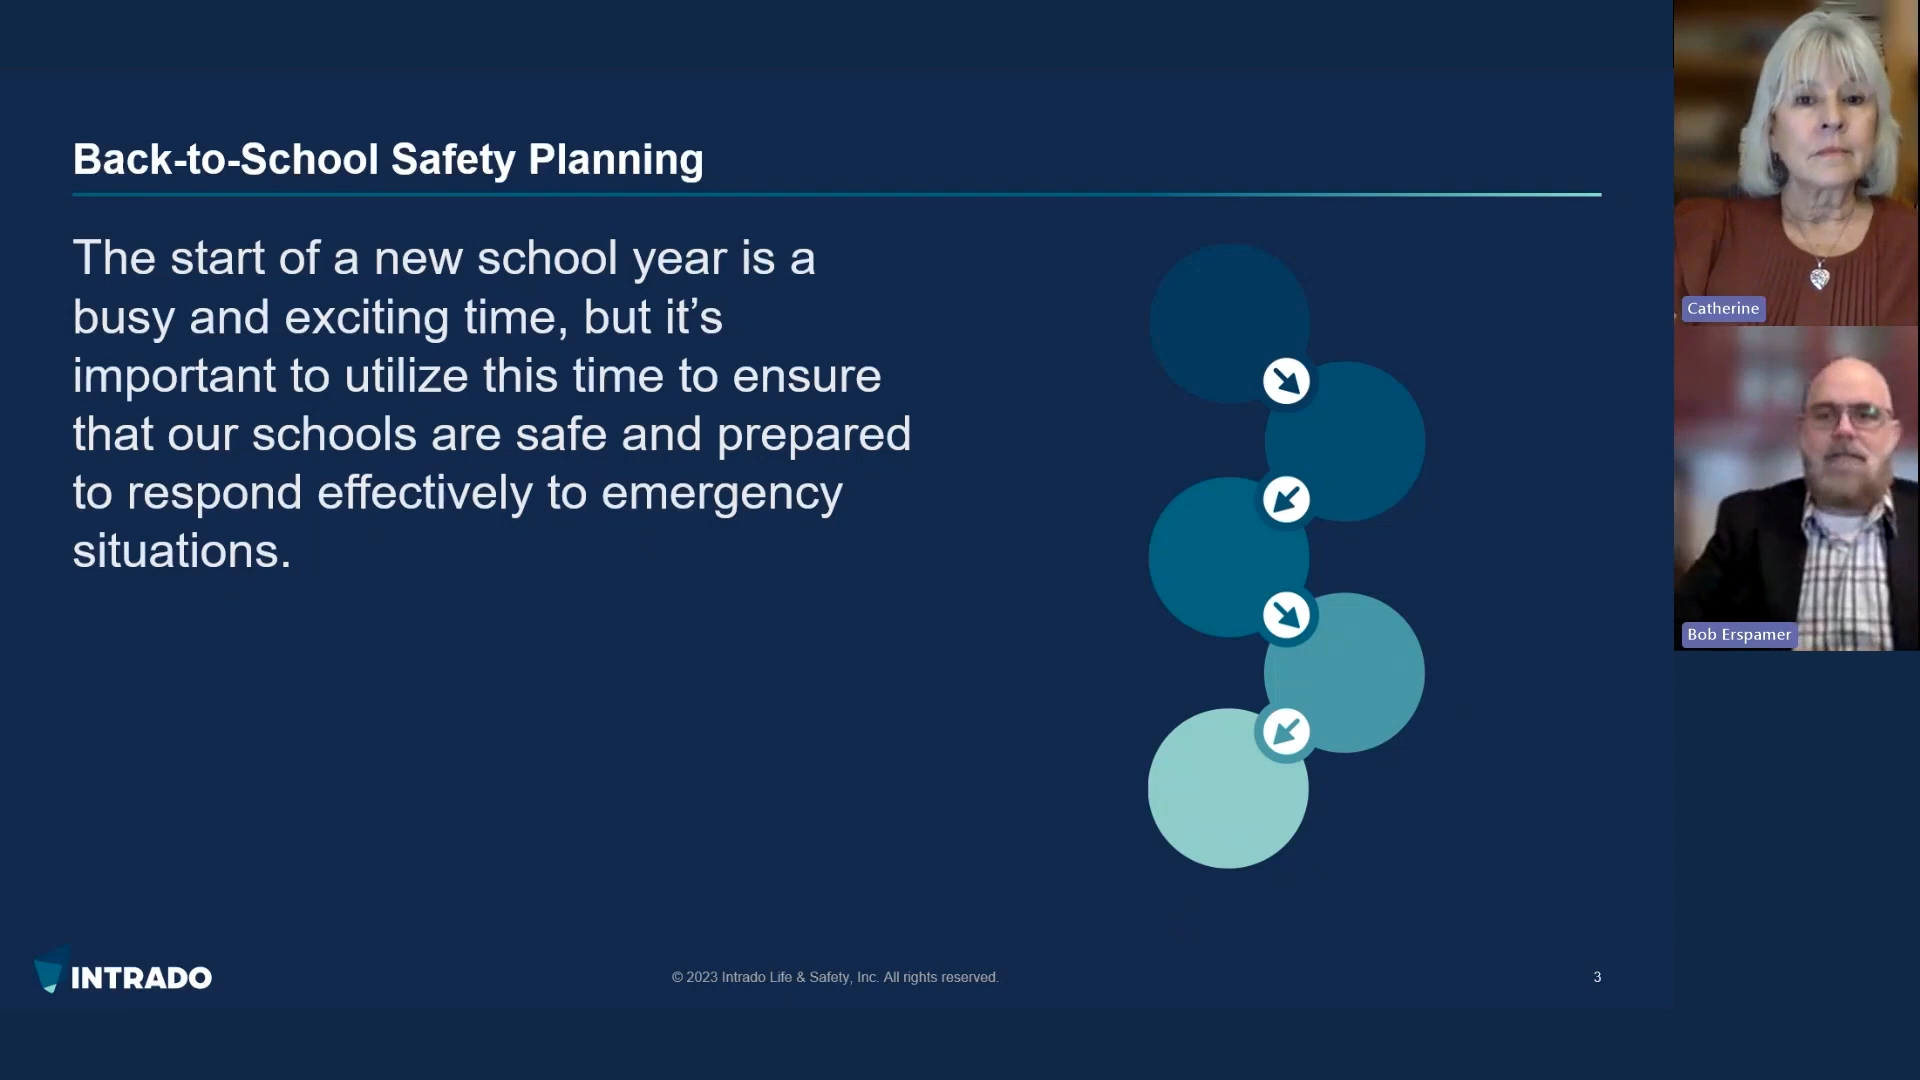 Back-to-School Safety Planning
The start of a new school year is a
busy and exciting time, but it’s
important to utilize this time to ensure
that our schools are safe and prepared
to respond effectively to emergency
situations.
Catherine
Bob Erspamer
INTRADO
© 2023 Intrado Life & Safety, Inc. All rights reserved.
3